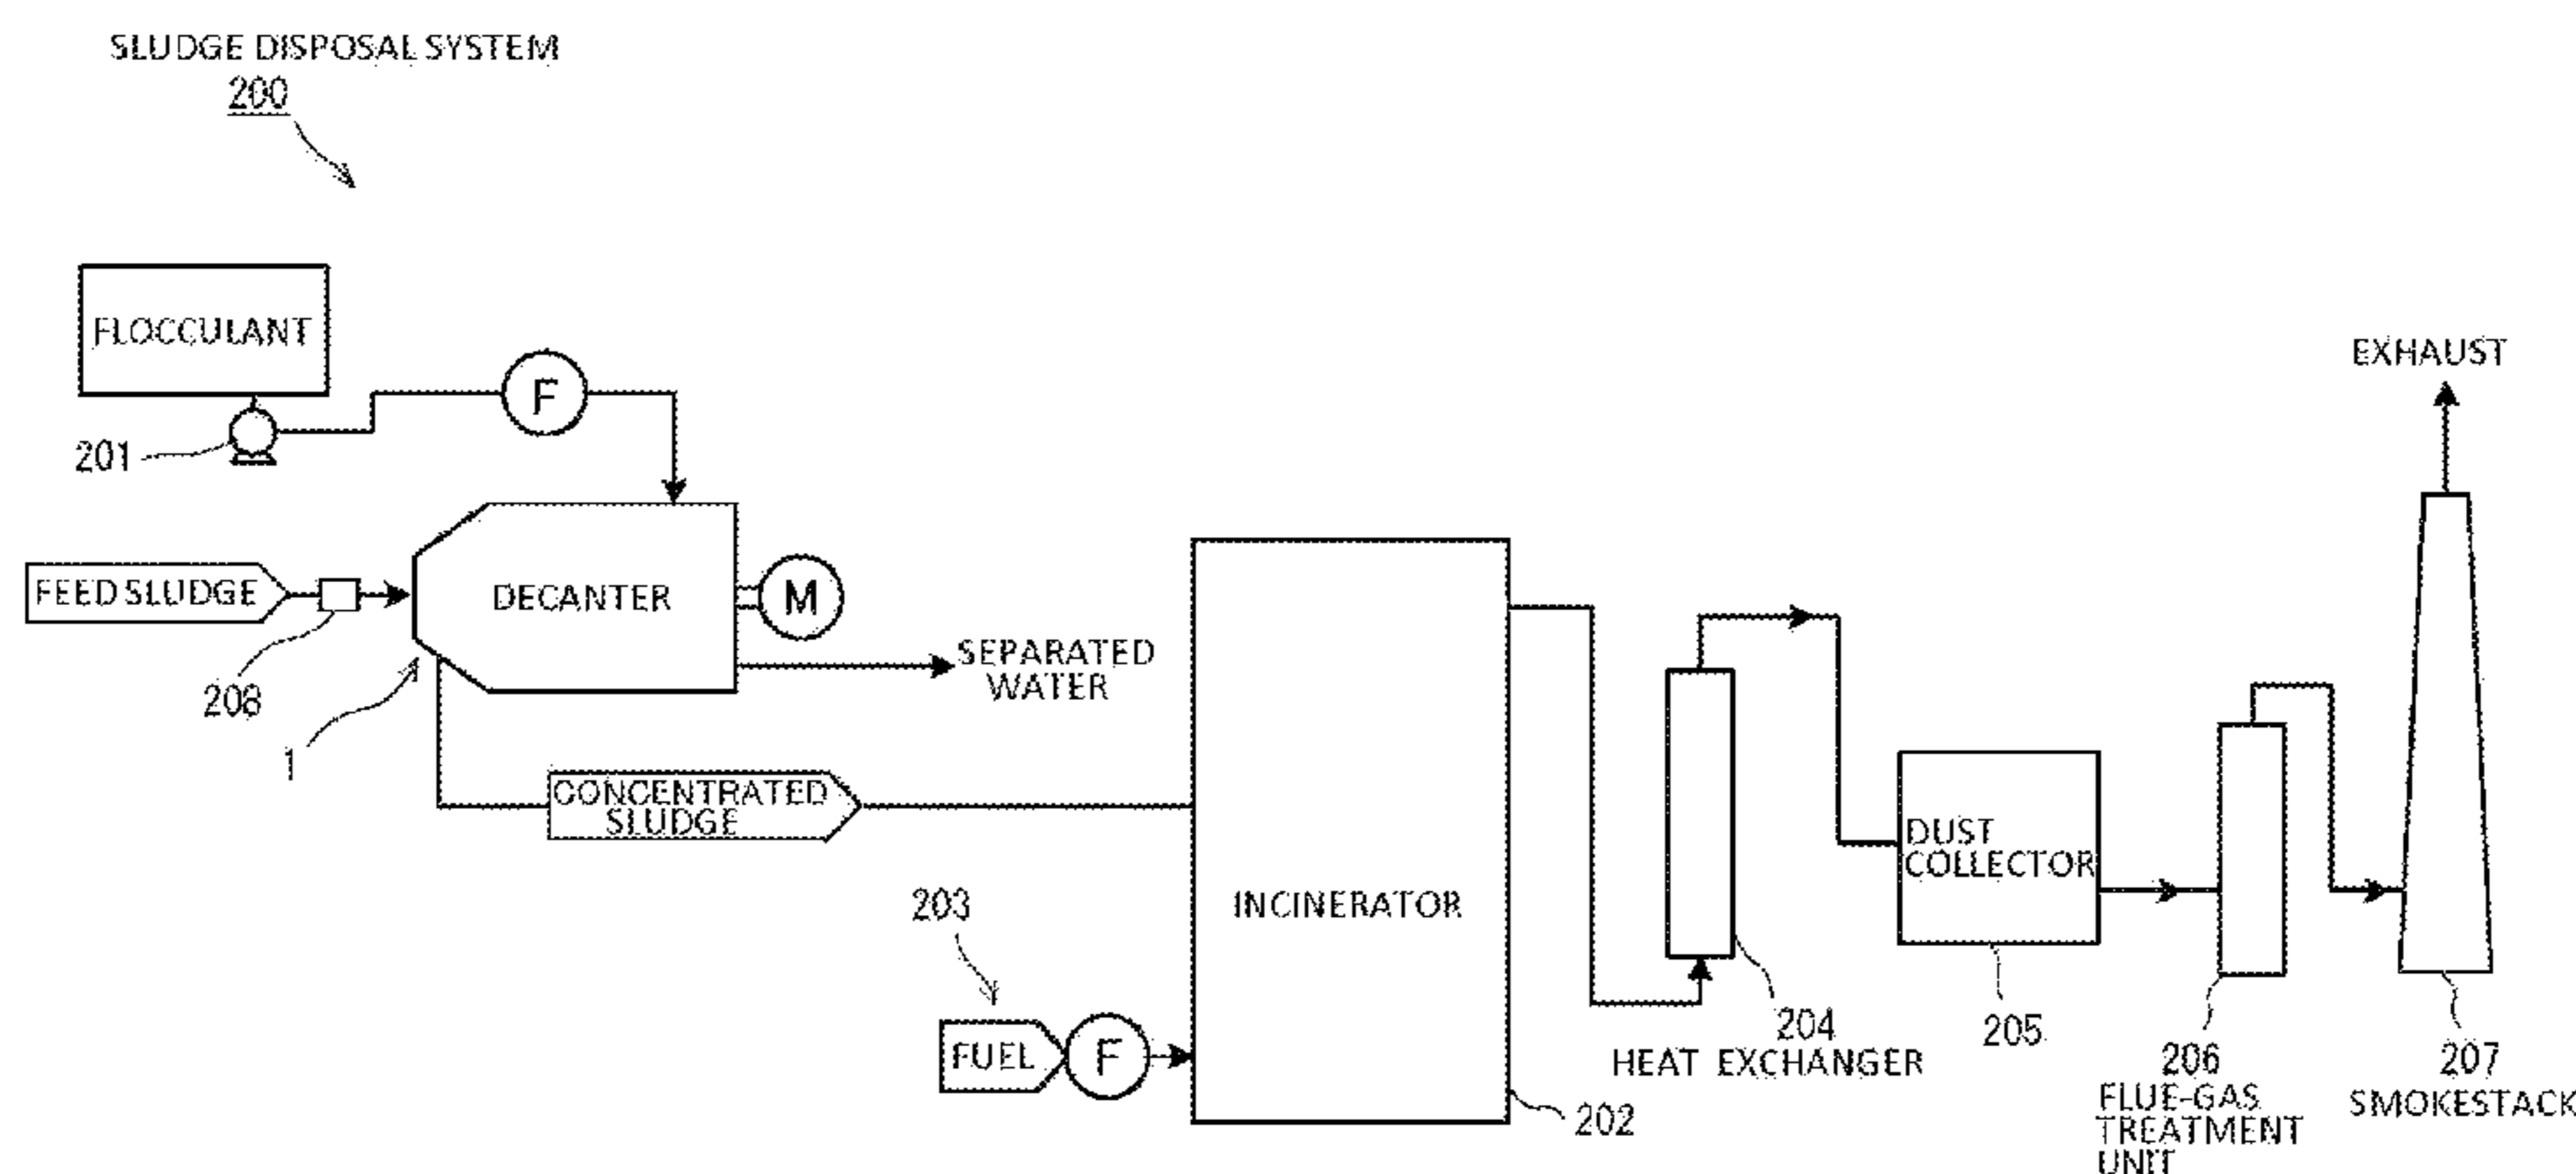 SLUDGE DISPOSAL SYSTEM
200
FLOCCULANT
F
201
EXHAUST
FEED SLUDGE
DECANTER
M
SEPARATED
WATER
208
1
CONCENTRATED
SLUDGE
DUST
COLLECTOR
203
INCINERATOR
FUEL
F
204
HEAT EXCHANGER
205
206
FLUE-GAS
TREATMENT
UNIT
207
SMOKESTACK
202